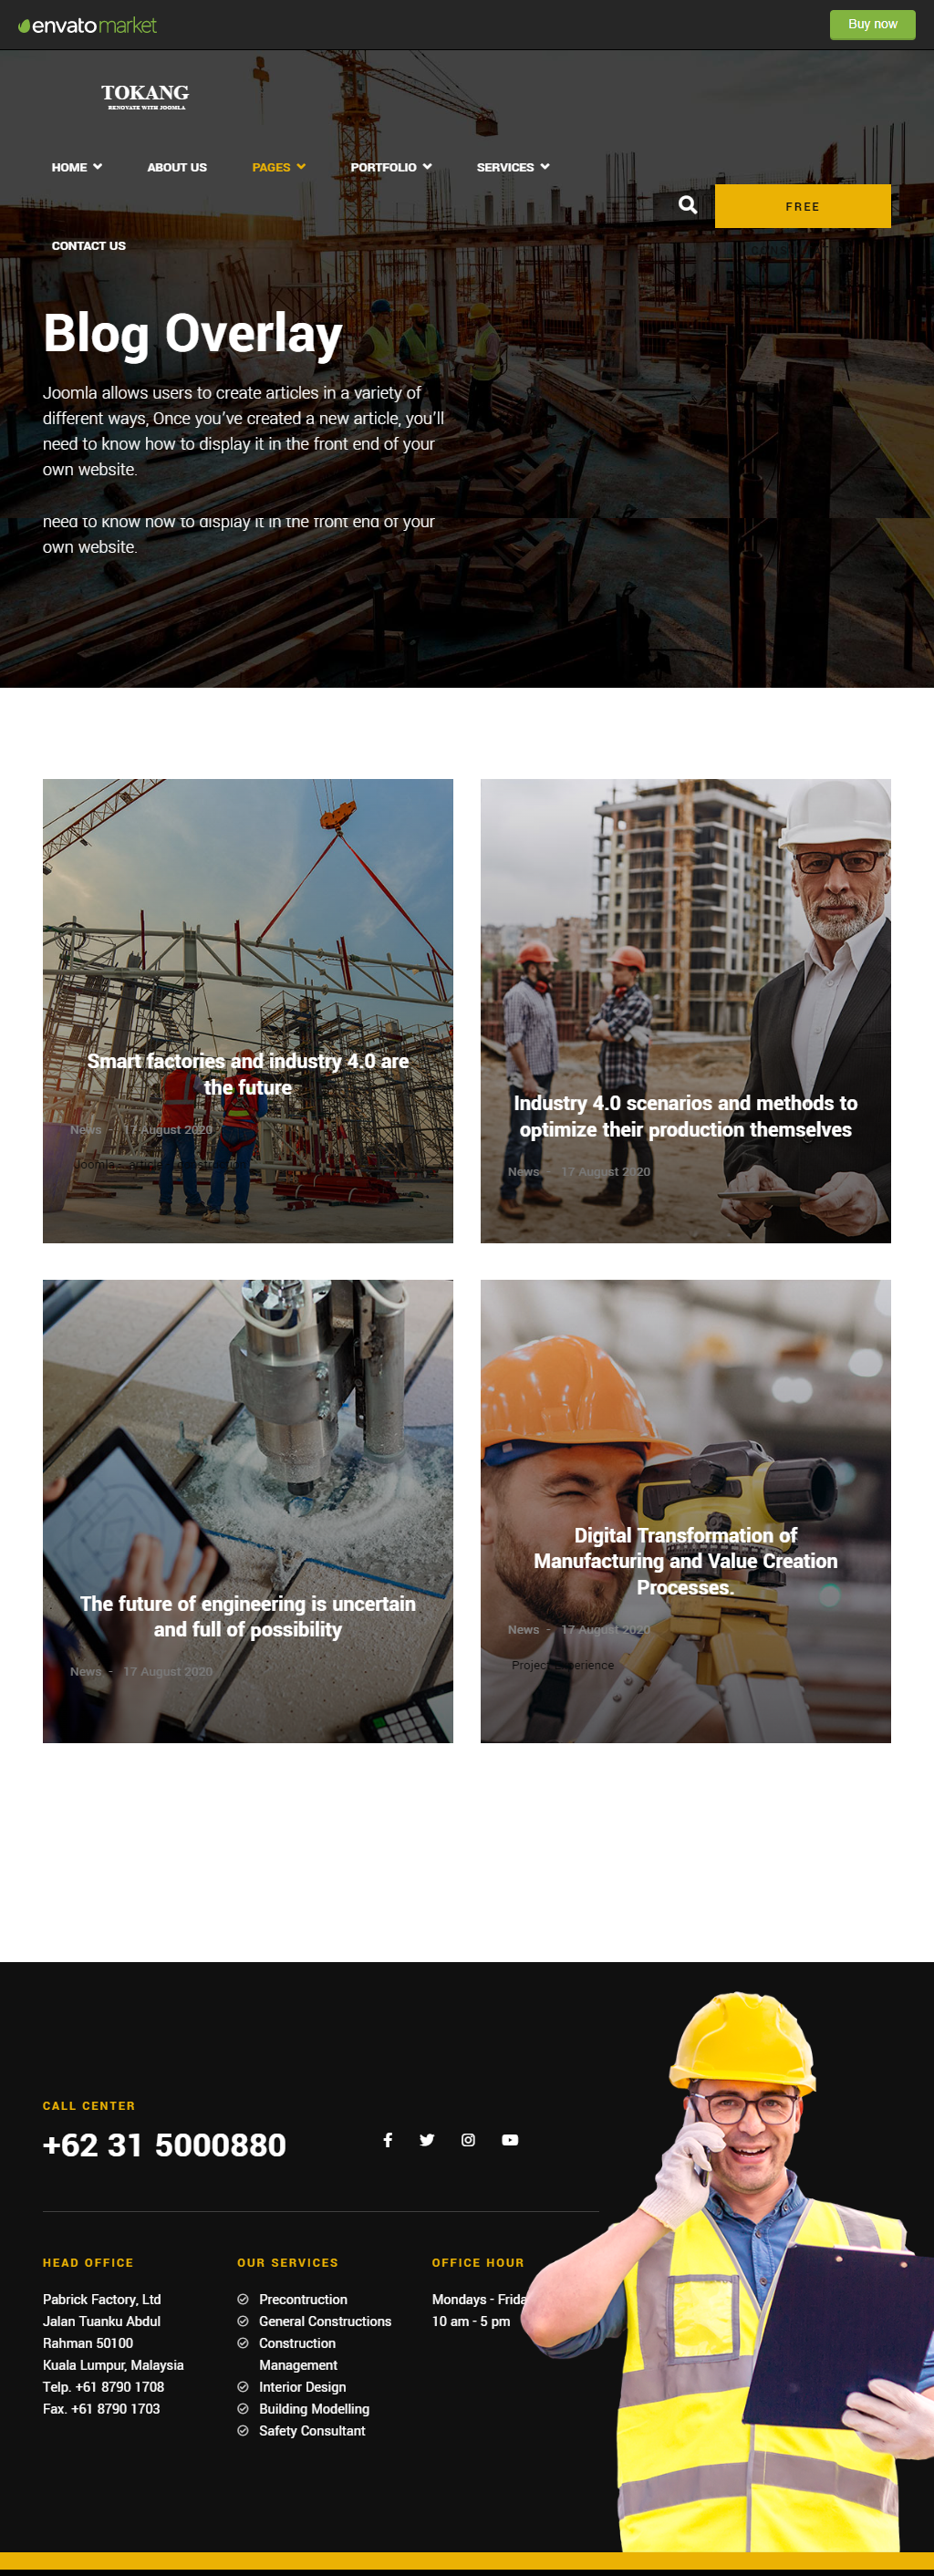 envatomarket
Buy now
TOKANG
RENOVATE WITH JOOMLA
HOME
ABOUT US
PAGES
PORTFOLIO
SERVICES
FREE
CONTACT US
Blog Overlay
Joomla allows users to create articles in a variety of
different ways, Once you’ve created a new article, you’ll
need to know how to display it in the front end of your
own website.
need to know how to display it in the front end of your
own website.
Smart factories and industry 4.0 are
the future
News - 17 August 2020
Joomla
Industry 4.0 scenarios and methods to
optimize their production themselves
News - 17 August 2020
The future of engineering is uncertain
and full of possibility
News - 17 August 2020
Digital Transformation of
Manufacturing and Value Creation
Processes.
News - 17 August 2020
Project Experience
CALL CENTER
+62 31 5000880
HEAD OFFICE
Pabrick Factory, Ltd
Jalan Tuanku Abdul
Rahman 50100
Kuala Lumpur, Malaysia
Telp. +61 8790 1708
Fax. +61 8790 1703
OUR SERVICES
Precontruction
General Constructions
Construction
Management
Interior Design
Building Modelling
Safety Consultant
OFFICE HOUR
Mondays - Frida
10 am - 5 pm